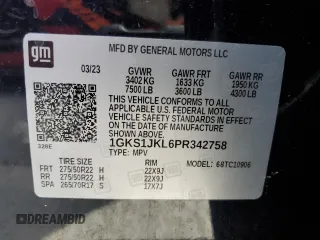 gm
MFD BY GENERAL MOTORS LLC
03/23 GVWR GAWR FRT GAWR RR
3402 KG 1633 KG 1950 KG
7500 LB 3600 LB 4300 LB
THIS VEHICLE CONFORMS TO ALL APPLICABLE
U.S. FEDERAL MOTOR VEHICLE SAFETY
STANDARDS IN EFFECT ON THE DATE OF
MANUFACTURE SHOWN ABOVE.
1GKS1JKL6PR342758
TYPE: MPV
MODEL: 68TC10906
TIRE SIZE RIM
FRT 275/50R22 H 22X9J
RR 275/50R22 H 22X9J
SPA 265/70R17 S 17X7J
DREAMBID